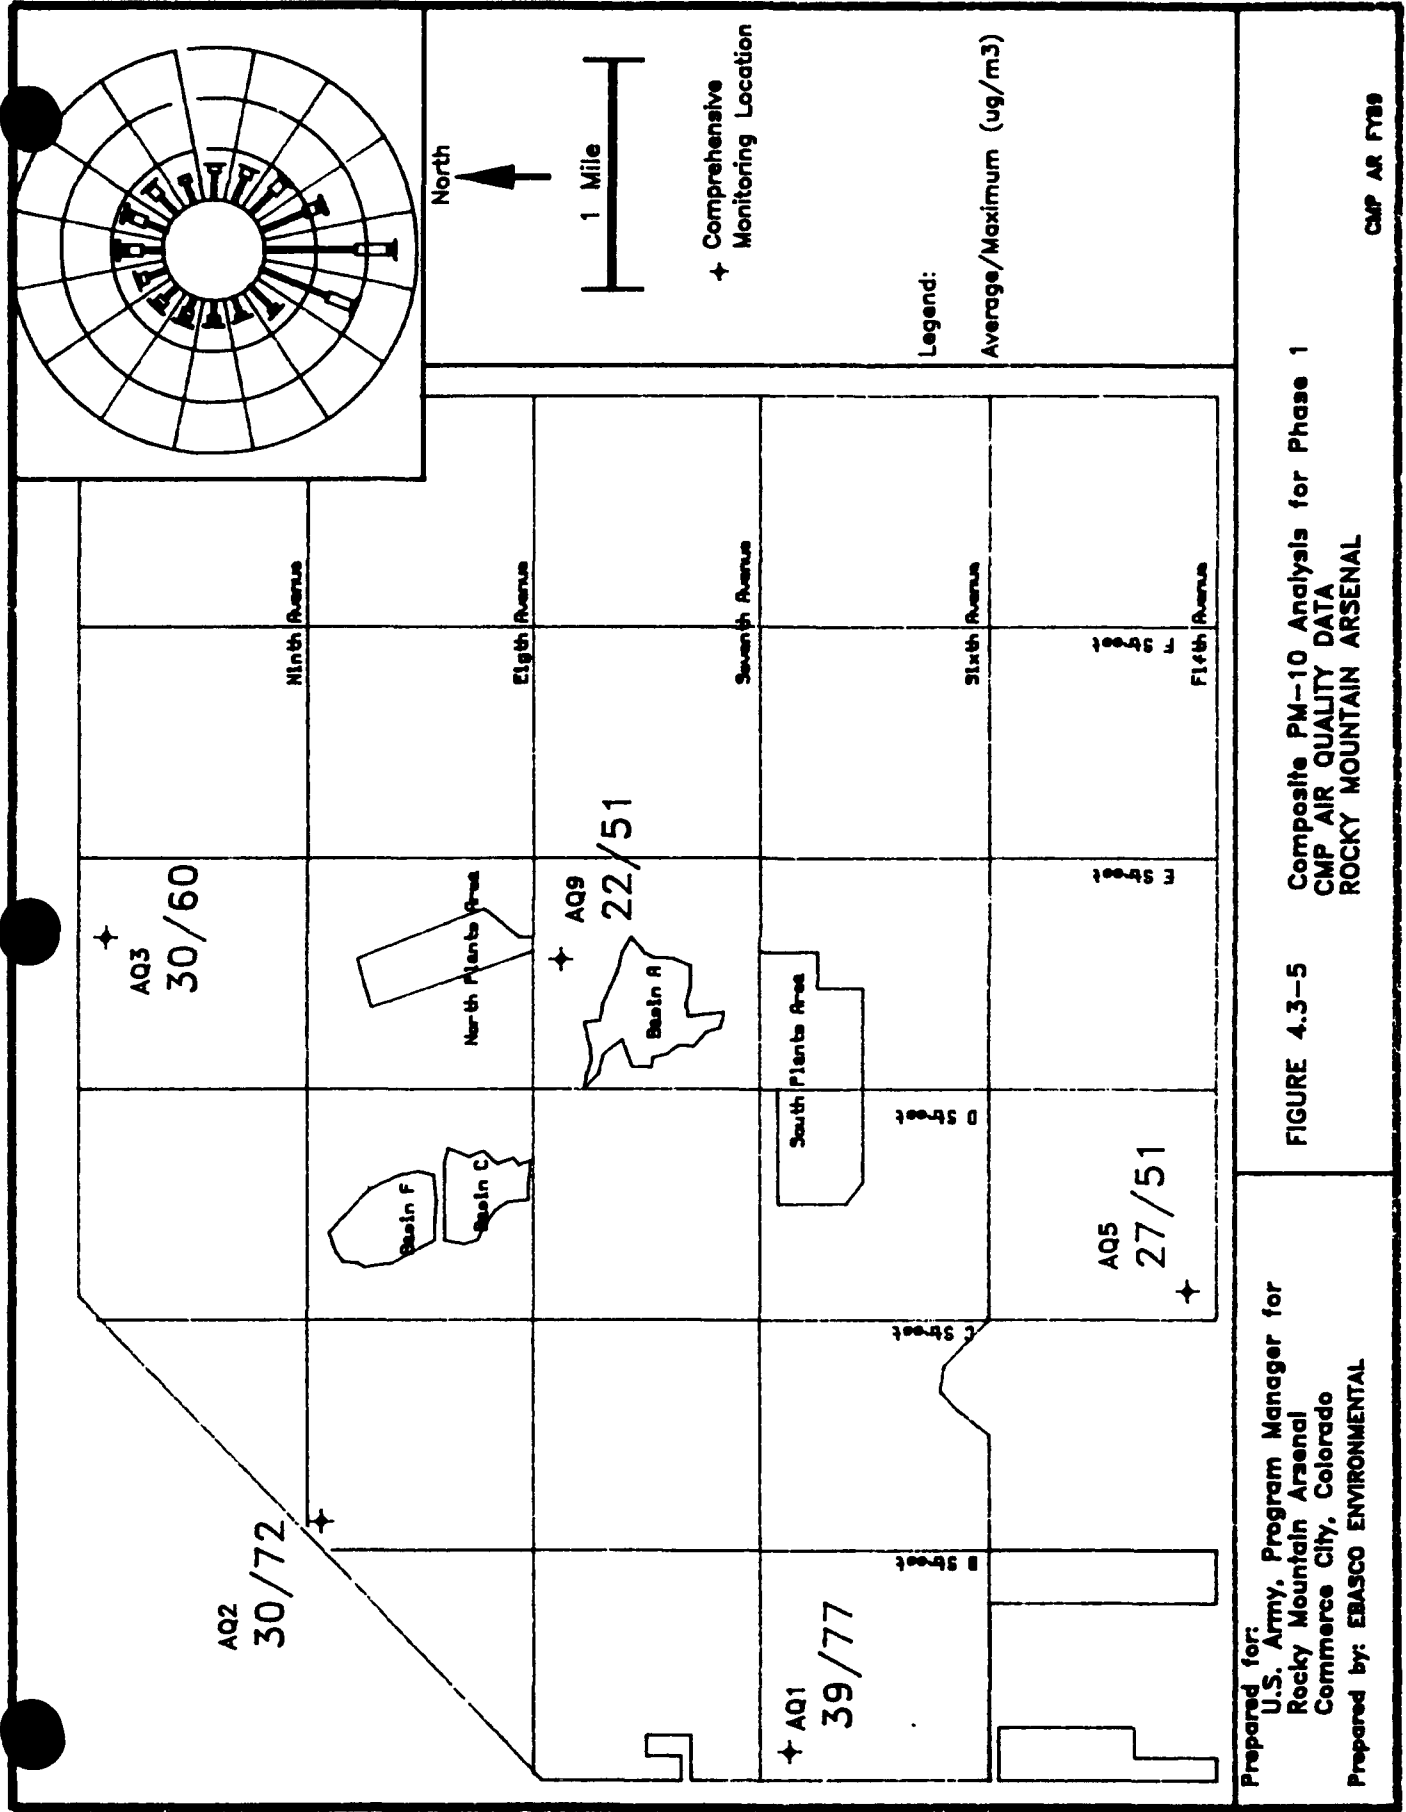 North
1 Mile
Comprehensive
Monitoring Location
Legend:
Average/Maximum (ug/m3)
AQ3
30/60
Ninth Avenue
AQ2
30/72
North Plants Area
Basin F
Basin C
Eigth Avenue
AQ9
22/51
Basin A
Seventh Avenue
South Plants Area
AQ1
39/77
B Street
C Street
D Street
E Street
F Street
Sixth Avenue
AQ5
27/51
Fifth Avenue
Prepared for:
U.S. Army, Program Manager for
Rocky Mountain Arsenal
Commerce City, Colorado
Prepared by: EBASCO ENVIRONMENTAL
FIGURE 4.3-5 Composite PM-10 Analysis for Phase 1
CMP AIR QUALITY DATA
ROCKY MOUNTAIN ARSENAL
CMP AR FY89